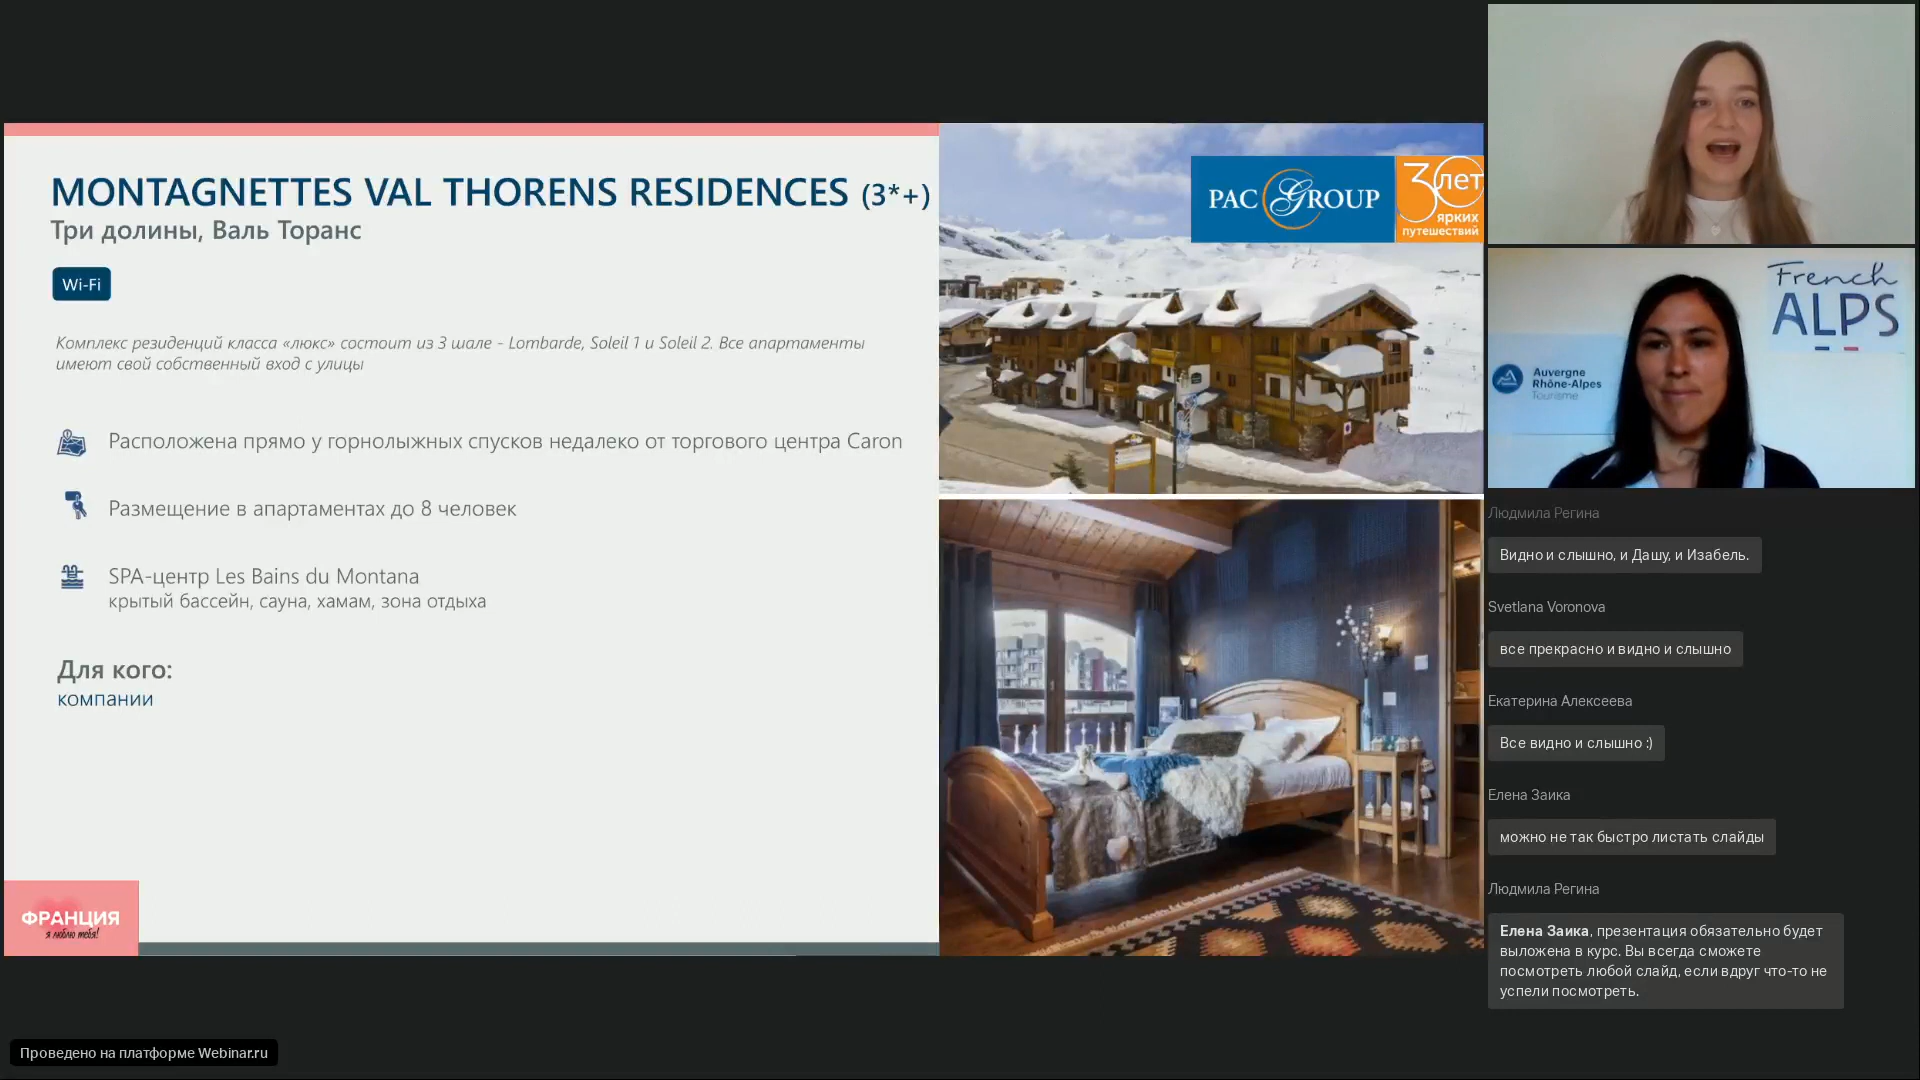 MONTAGNETTES VAL THORENS RESIDENCES (3*+)
Три долины, Валь Торанс
Wi-Fi
Комплекс резиденций класса «люкс» состоит из 3 шале - Lombarde, Soleil 1 и Soleil 2. Все апартаменты
имеют свой собственный вход с улицы
Расположена прямо у горнолыжных спусков недалеко от торгового центра Caron
Размещение в апартаментах до 8 человек
SPA-центр Les Bains du Montana
крытый бассейн, сауна, хамам, зона отдыха
Для кого:
компании
ФРАНЦИЯ
я люблю тебя!
PAC GROUP
30 лет
ярких
путешествий
French
ALPS
Auvergne
Rhône-Alpes
Tourisme
Людмила Регина
Видно и слышно, и Дашу, и Изабель.
Svetlana Voronova
все прекрасно и видно и слышно
Екатерина Алексеева
Все видно и слышно :)
Елена Заика
можно не так быстро листать слайды
Людмила Регина
Елена Заика, презентация обязательно будет
выложена в курс. Вы всегда сможете
посмотреть любой слайд, если вдруг что-то не
успели посмотреть.
Проведено на платформе Webinar.ru